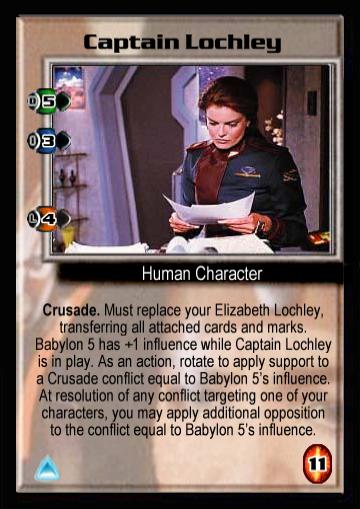 Captain Lochley
D 5
D 3
L 4
Human Character
Crusade. Must replace your Elizabeth Lochley,
transferring all attached cards and marks.
Babylon 5 has +1 influence while Captain Lochley
is in play. As an action, rotate to apply support to
a Crusade conflict equal to Babylon 5's influence.
At resolution of any conflict targeting one of your
characters, you may apply additional opposition
to the conflict equal to Babylon 5's influence.
11